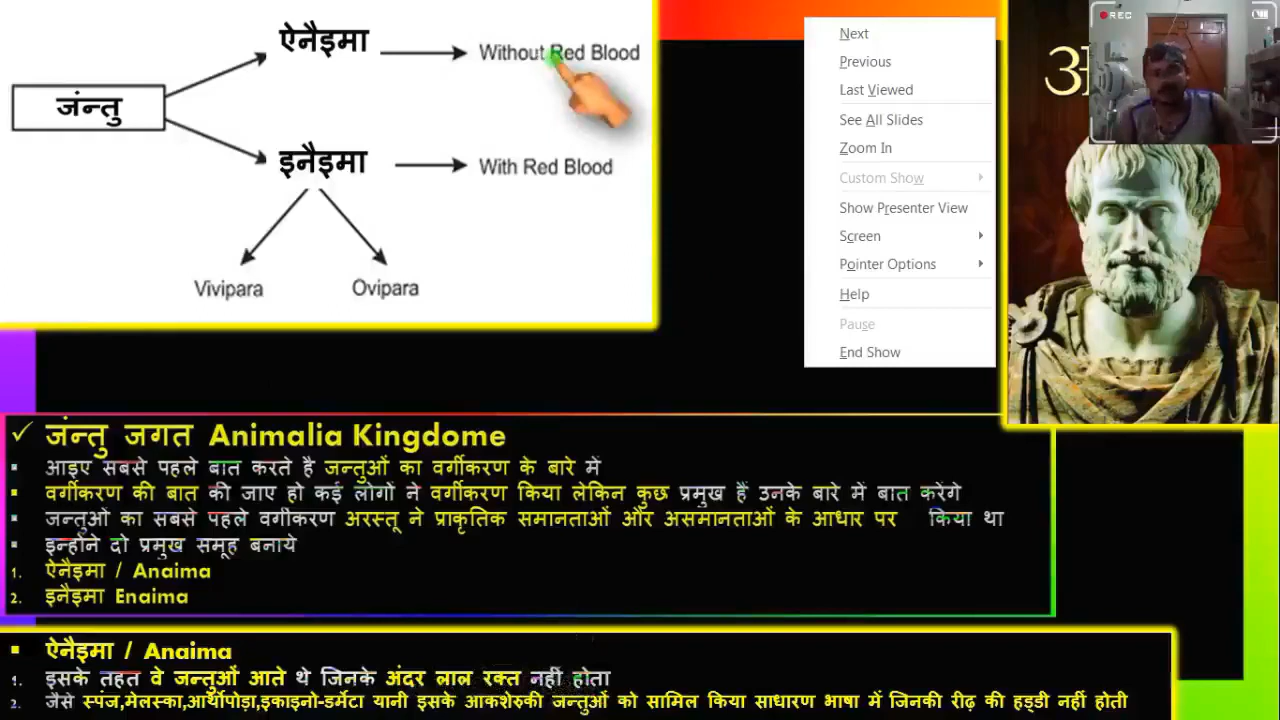 ऐनैइमा
Without Red Blood
जंन्तु
इनैइमा
With Red Blood
Vivipara
Ovipara
Next
Previous
Last Viewed
See All Slides
Zoom In
Custom Show
Show Presenter View
Screen
Pointer Options
Help
Pause
End Show
REC
जंन्तु जगत Animalia Kingdome
आइए सबसे पहले बात करते है जन्तुओं का वर्गीकरण के बारे में
वर्गीकरण की बात की जाए हो कई लोगों ने वर्गीकरण किया लेकिन कुछ प्रमुख हैं उनके बारे में बात करेंगे
जन्तुओं का सबसे पहले वर्गीकरण अरस्तू ने प्राकृतिक समानताओं और असमानताओं के आधार पर किया था
इन्होने दो प्रमुख समूह बनाये
1. ऐनैइमा / Anaima
2. इनैइमा Enaima
ऐनैइमा / Anaima
1. इसके तहत वे जन्तुओं आते थे जिनके अंदर लाल रक्त नहीं होता
2. जैसे स्पंज,मेलस्का,आर्थोपोड़ा,इकाइनो-डर्मेटा यानी इसके आकशेरुकी जन्तुओं को सामिल किया साधारण भाषा में जिनकी रीढ़ की हड्डी नहीं होती